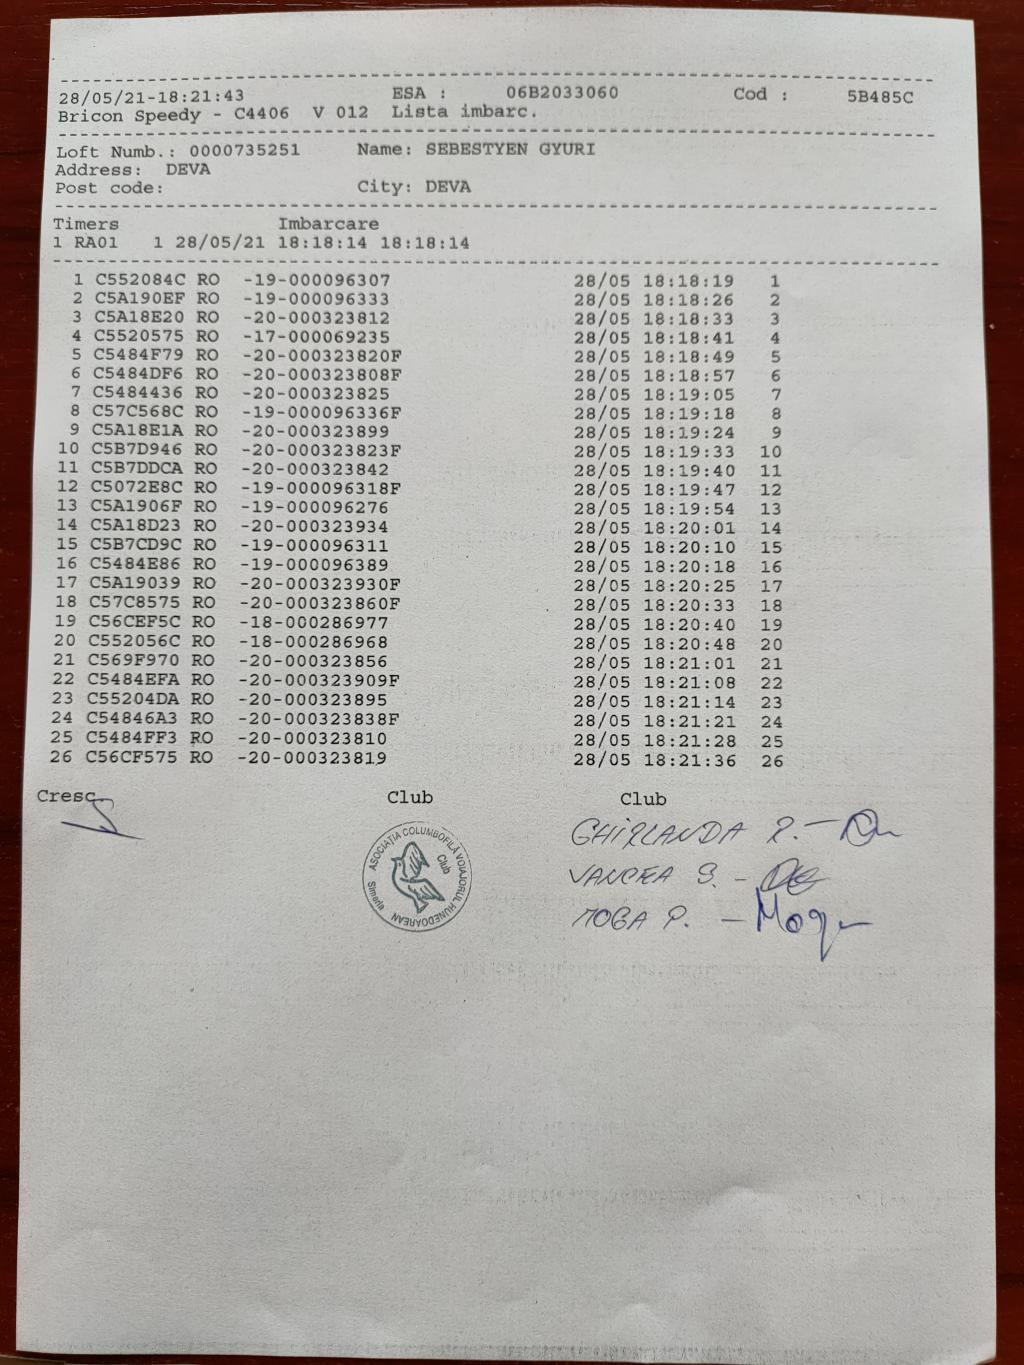 28/05/21-18:21:43 ESA : 06B2033060 Cod : 5B485C
Bricon Speedy - C4406 V 012 Lista imbarc.
Loft Numb.: 0000735251 Name: SEBESTYEN GYURI
Address: DEVA
Post code: City: DEVA
Timers Imbarcare
1 RA01 1 28/05/21 18:18:14 18:18:14
1 C552084C RO -19-000096307 28/05 18:18:19 1
2 C5A190EF RO -19-000096333 28/05 18:18:26 2
3 C5A18E20 RO -20-000323812 28/05 18:18:33 3
4 C5520575 RO -17-000069235 28/05 18:18:41 4
5 C5484F79 RO -20-000323820F 28/05 18:18:49 5
6 C5484DF6 RO -20-000323808F 28/05 18:18:57 6
7 C5484436 RO -20-000323825 28/05 18:19:05 7
8 C57C568C RO -19-000096336F 28/05 18:19:18 8
9 C5A18E1A RO -20-000323899 28/05 18:19:24 9
10 C5B7D946 RO -20-000323823F 28/05 18:19:33 10
11 C5B7DDCA RO -20-000323842 28/05 18:19:40 11
12 C5072E8C RO -19-000096318F 28/05 18:19:47 12
13 C5A1906F RO -19-000096276 28/05 18:19:54 13
14 C5A18D23 RO -20-000323934 28/05 18:20:01 14
15 C5B7CD9C RO -19-000096311 28/05 18:20:10 15
16 C5484E86 RO -19-000096389 28/05 18:20:18 16
17 C5A19039 RO -20-000323930F 28/05 18:20:25 17
18 C57C8575 RO -20-000323860F 28/05 18:20:33 18
19 C56CEF5C RO -18-000286977 28/05 18:20:40 19
20 C552056C RO -18-000286968 28/05 18:20:48 20
21 C569F970 RO -20-000323856 28/05 18:21:01 21
22 C5484EFA RO -20-000323909F 28/05 18:21:08 22
23 C55204DA RO -20-000323895 28/05 18:21:14 23
24 C54846A3 RO -20-000323838F 28/05 18:21:21 24
25 C5484FF3 RO -20-000323810 28/05 18:21:28 25
26 C56CF575 RO -20-000323819 28/05 18:21:36 26
Cresc Club Club
GHIRLANDA R. -
VANCEA S. -
MOGA P. - Moga
ASOCIAȚIA COLUMBOFILĂ VOIAJORUL HUNEDOAREAN
Club
Simeria